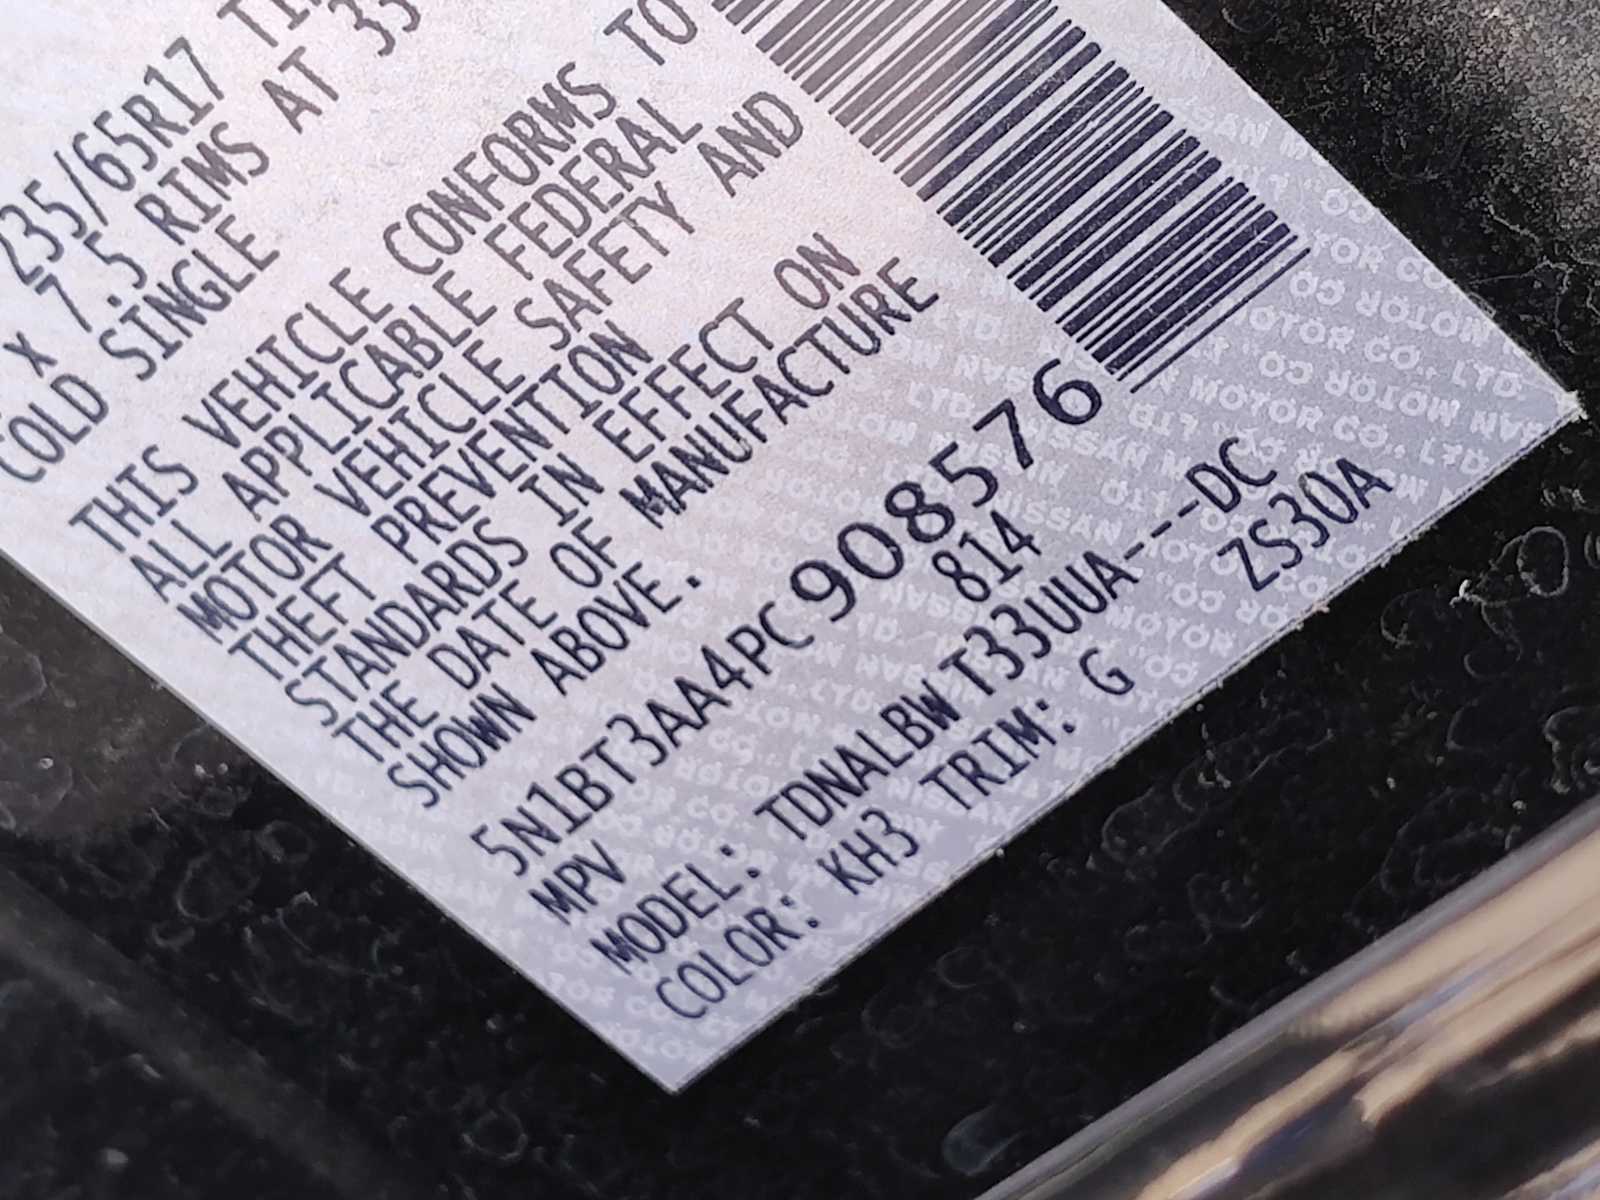 235/65R17
x 7.5 RIMS AT 33
COLD SINGLE
THIS VEHICLE CONFORMS TO
ALL APPLICABLE FEDERAL
MOTOR VEHICLE SAFETY AND
THEFT PREVENTION
STANDARDS IN EFFECT ON
THE DATE OF MANUFACTURE
SHOWN ABOVE.
5N1BT3AA4PC908576
MPV 814
MODEL: TDNALBWT33UUA---DC
COLOR: KH3 TRIM: G ZS30A